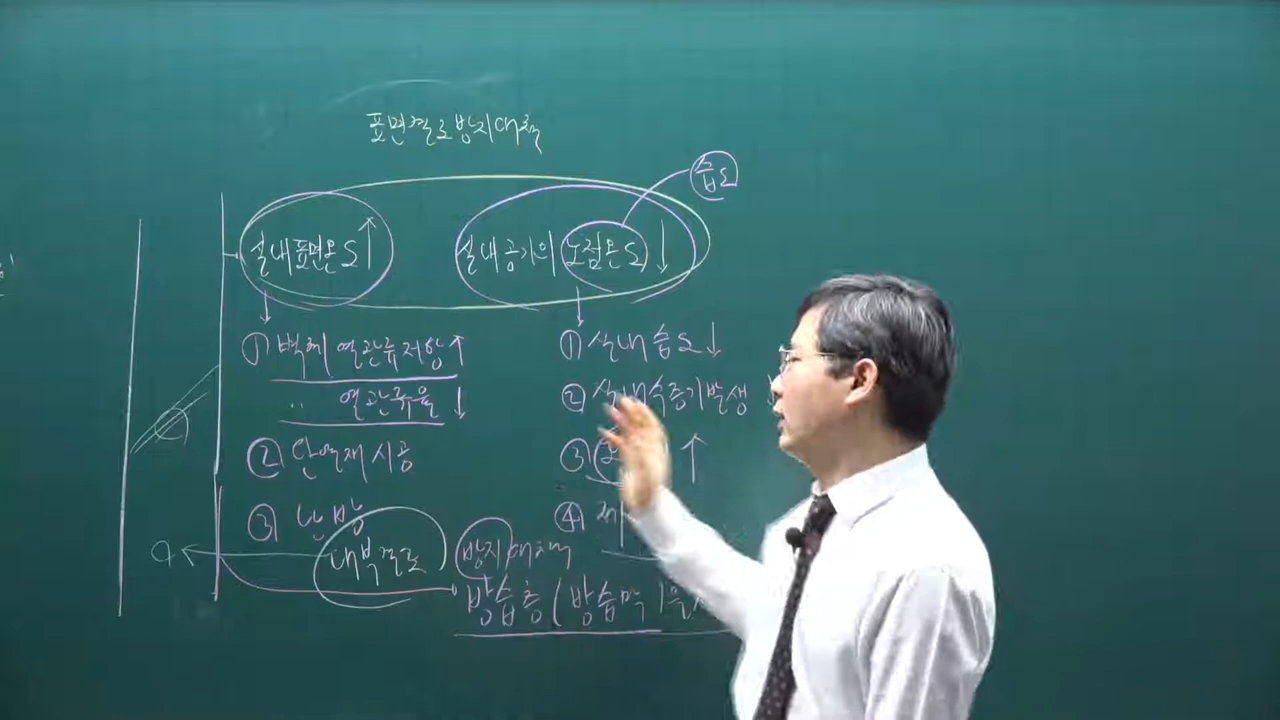 표면결로방지대책
습도
실내표면온도↑ 실내공기의 노점온도↓
① 벽체 열관류저항↑
〃 열관류율↓
② 단열재시공
③ 난방
① 실내습도↓
② 실내수증기발생
③ ↑
④
내부결로
방지대책
방습층(방습막)을